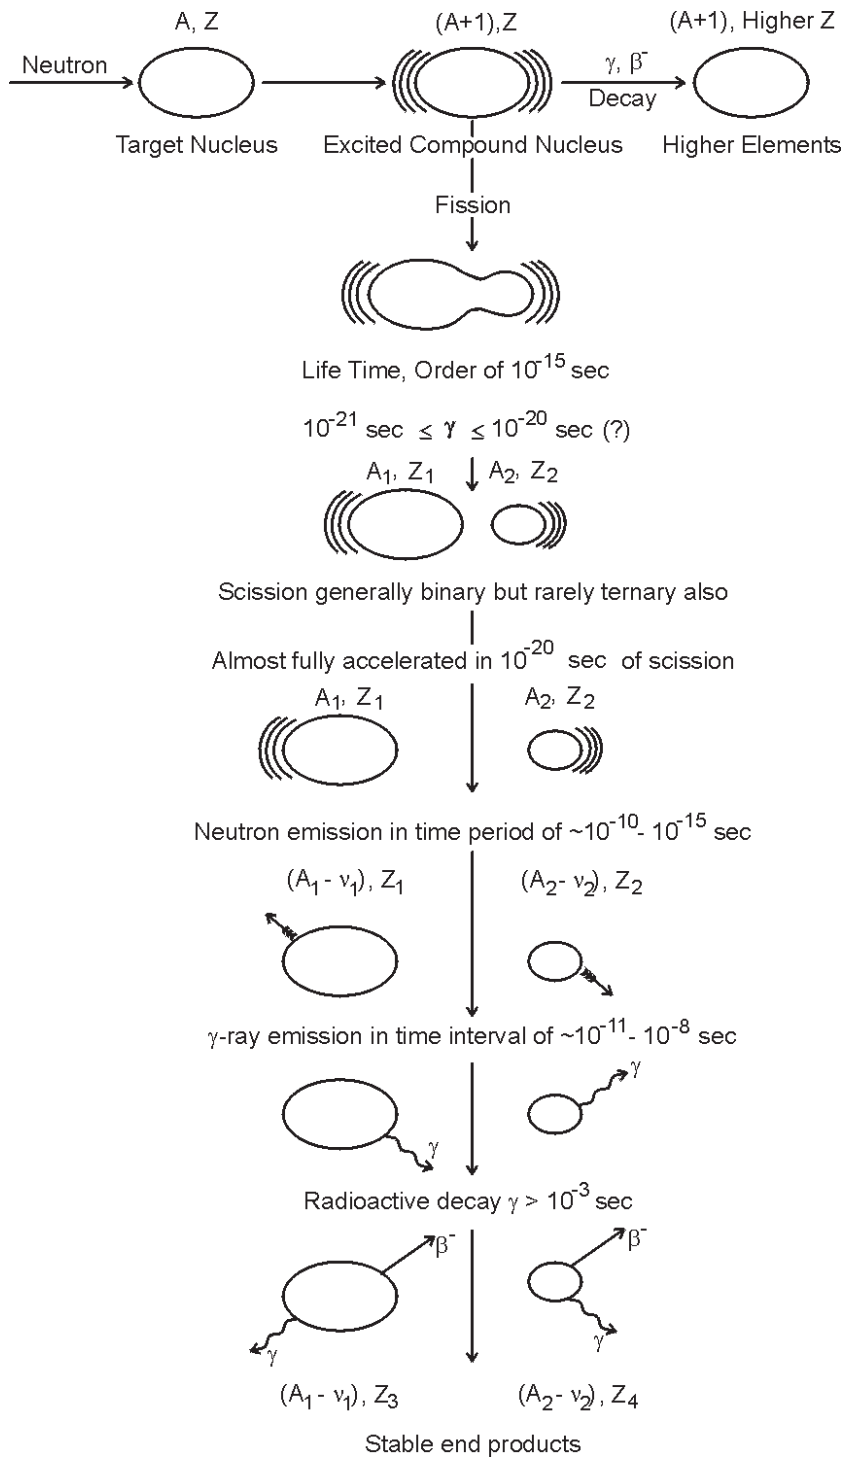 A, Z (A+1),Z (A+1), Higher Z
Neutron γ, β⁻
Decay
Target Nucleus Excited Compound Nucleus Higher Elements
Fission
Life Time, Order of 10⁻¹⁵ sec
10⁻²¹ sec ≤ γ ≤ 10⁻²⁰ sec (?)
A₁, Z₁ A₂, Z₂
Scission generally binary but rarely ternary also
Almost fully accelerated in 10⁻²⁰ sec of scission
A₁, Z₁ A₂, Z₂
Neutron emission in time period of ~10⁻¹⁰- 10⁻¹⁵ sec
(A₁ - ν₁), Z₁ (A₂- ν₂), Z₂
γ-ray emission in time interval of ~10⁻¹¹- 10⁻⁸ sec
γ
γ
Radioactive decay γ > 10⁻³ sec
β⁻ β⁻
γ γ
(A₁ - ν₁), Z₃ (A₂- ν₂), Z₄
Stable end products